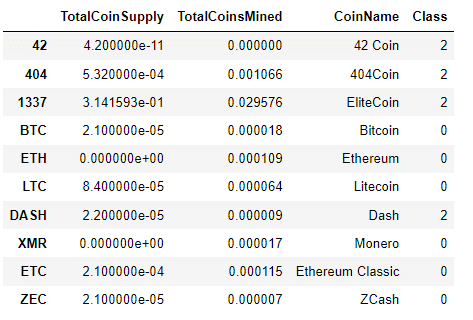 TotalCoinSupply TotalCoinsMined CoinName Class
42 4.200000e-11 0.000000 42 Coin 2
404 5.320000e-04 0.001066 404Coin 2
1337 3.141593e-01 0.029576 EliteCoin 2
BTC 2.100000e-05 0.000018 Bitcoin 0
ETH 0.000000e+00 0.000109 Ethereum 0
LTC 8.400000e-05 0.000064 Litecoin 0
DASH 2.200000e-05 0.000009 Dash 2
XMR 0.000000e+00 0.000017 Monero 0
ETC 2.100000e-04 0.000115 Ethereum Classic 0
ZEC 2.100000e-05 0.000007 ZCash 0